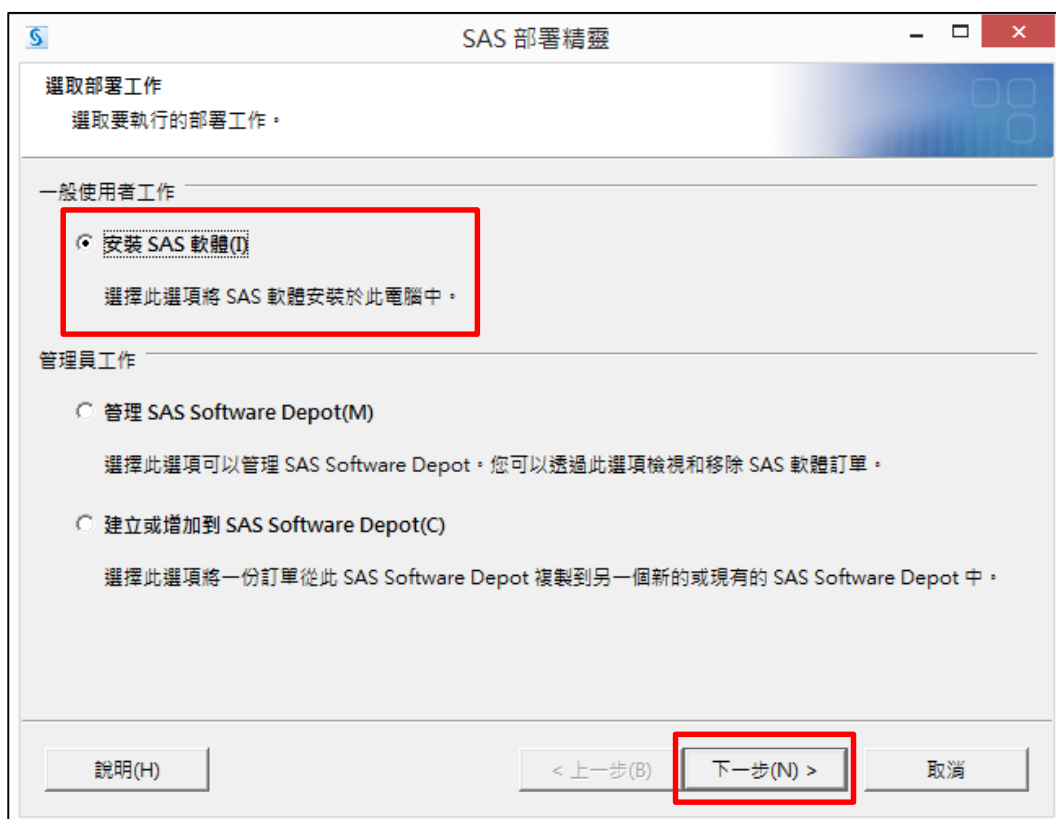 SAS 部署精靈
選取部署工作
選取要執行的部署工作。
一般使用者工作
安裝 SAS 軟體(I)
選擇此選項將 SAS 軟體安裝於此電腦中。
管理員工作
管理 SAS Software Depot(M)
選擇此選項可以管理 SAS Software Depot。您可以透過此選項檢視和移除 SAS 軟體訂單。
建立或增加到 SAS Software Depot(C)
選擇此選項將一份訂單從此 SAS Software Depot 複製到另一個新的或現有的 SAS Software Depot 中。
說明(H) < 上一步(B) 下一步(N) > 取消